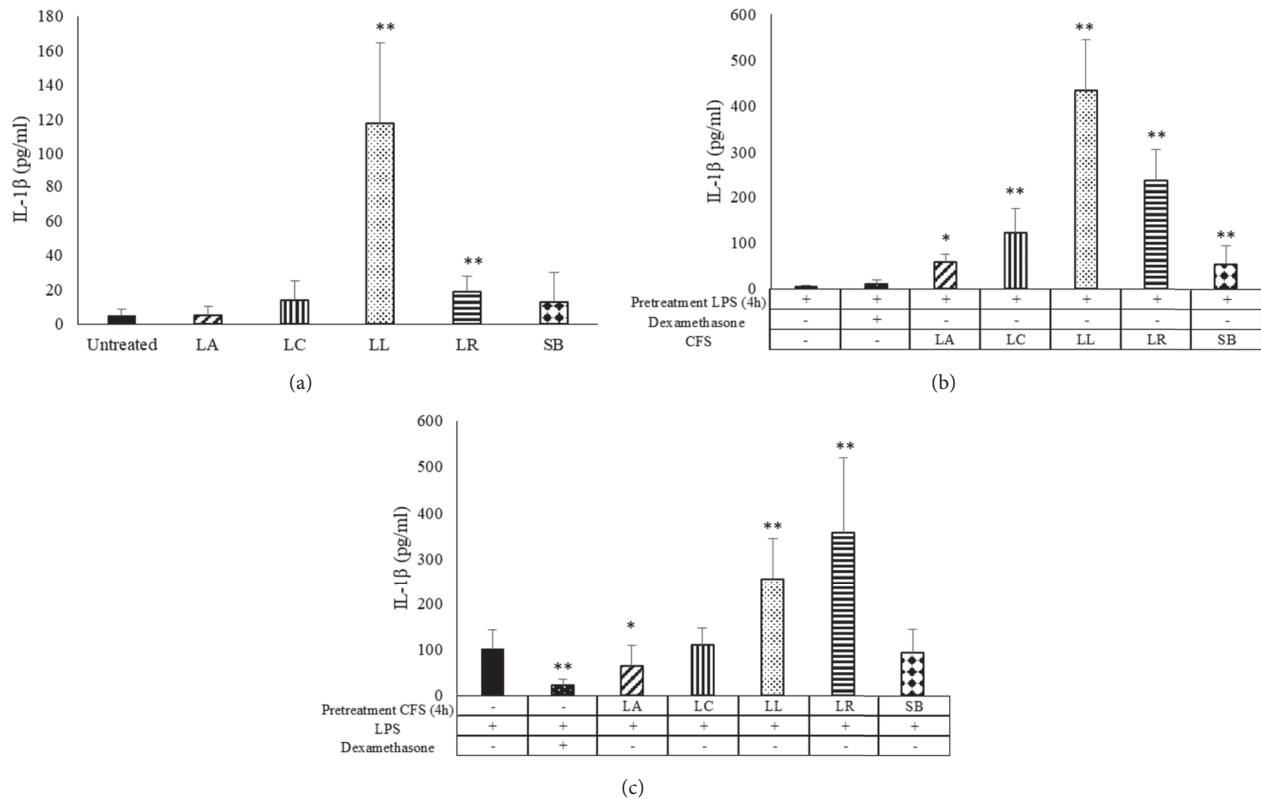 180
160
140
120
100
80
60
40
20
0
IL-1β (pg/ml)
**
**
Untreated LA LC LL LR SB
(a)
600
500
400
300
200
100
0
IL-1β (pg/ml)
*
**
**
**
**
Pretreatment LPS (4h) + + + + + + +
Dexamethasone - + - - - - -
CFS - - LA LC LL LR SB
(b)
600
500
400
300
200
100
0
IL-1β (pg/ml)
**
*
**
**
Pretreatment CFS (4h) - - LA LC LL LR SB
LPS + + + + + + +
Dexamethasone - + - - - - -
(c)